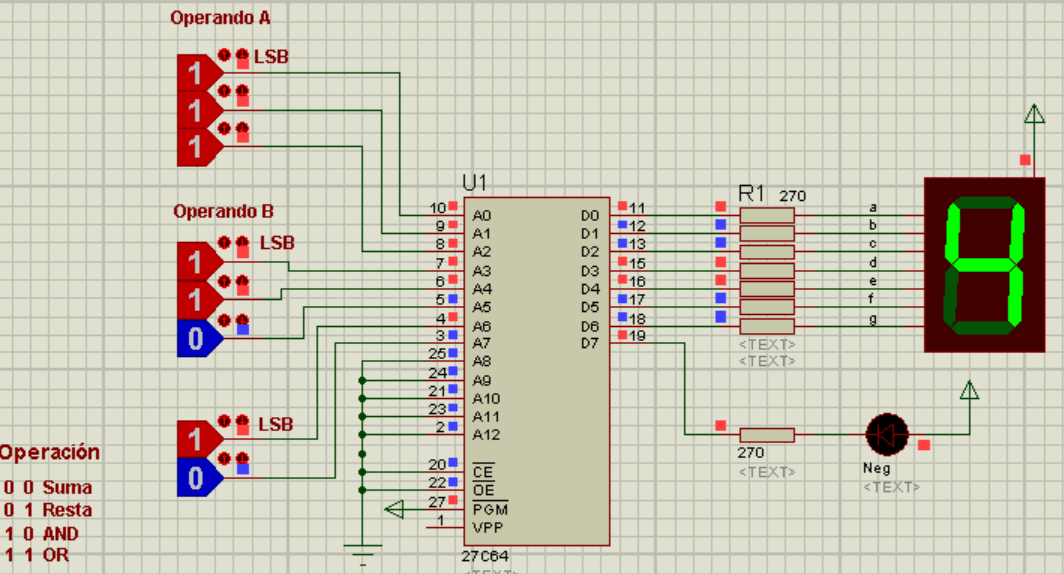 Operando A
LSB
1
1
1
Operando B
LSB
1
1
0
LSB
1
0
Operación
0 0 Suma
0 1 Resta
1 0 AND
1 1 OR
U1
10 A0 D0 11
9 A1 D1 12
8 A2 D2 13
7 A3 D3 15
6 A4 D4 16
5 A5 D5 17
4 A6 D6 18
3 A7 D7 19
25 A8
24 A9
21 A10
23 A11
2 A12
20 CE
22 OE
27 PGM
1 VPP
27C64
<TEXT>
R1 270
<TEXT>
<TEXT>
a
b
c
d
e
f
g
4
270
<TEXT>
Neg
<TEXT>